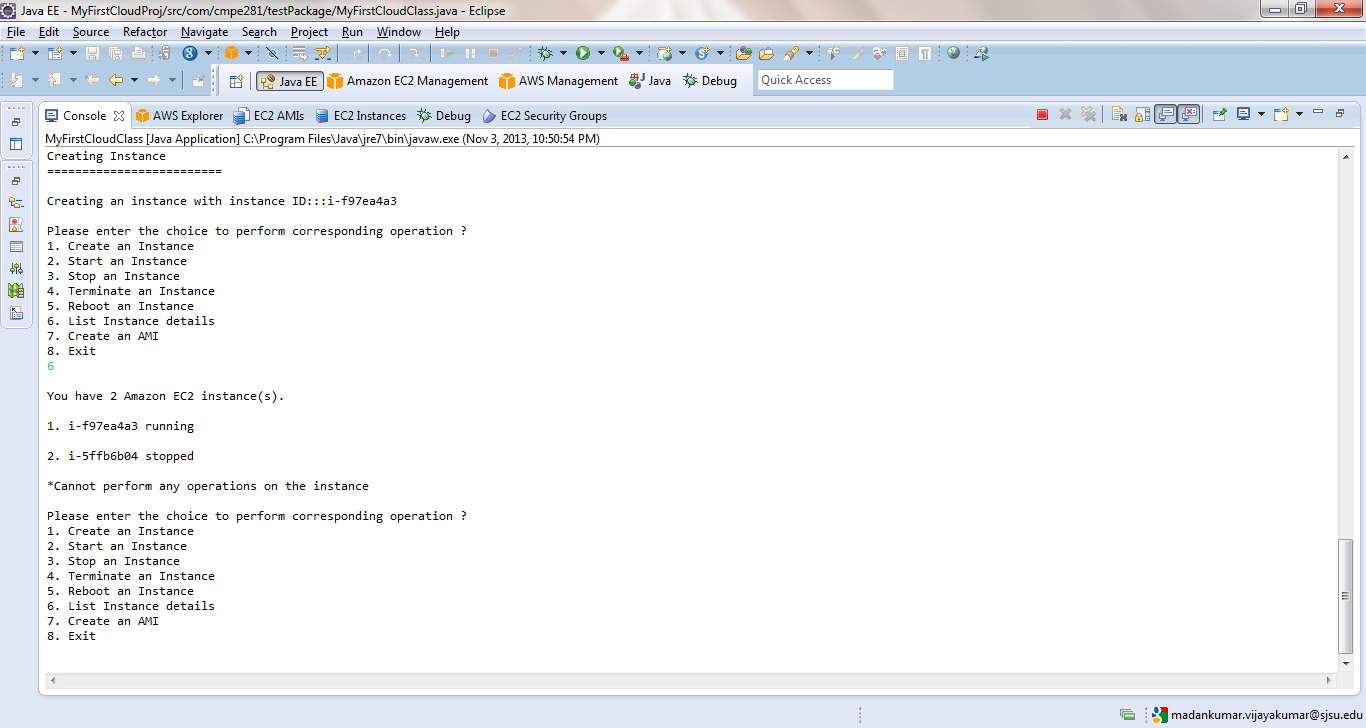 Java EE - MyFirstCloudProj/src/com/cmpe281/testPackage/MyFirstCloudClass.java - Eclipse
File Edit Source Refactor Navigate Search Project Run Window Help
Java EE Amazon EC2 Management AWS Management Java Debug Quick Access
Console AWS Explorer EC2 AMIs EC2 Instances Debug EC2 Security Groups
MyFirstCloudClass [Java Application] C:\Program Files\Java\jre7\bin\javaw.exe (Nov 3, 2013, 10:50:54 PM)
Creating Instance
=========================
Creating an instance with instance ID:::i-f97ea4a3
Please enter the choice to perform corresponding operation ?
1. Create an Instance
2. Start an Instance
3. Stop an Instance
4. Terminate an Instance
5. Reboot an Instance
6. List Instance details
7. Create an AMI
8. Exit
6
You have 2 Amazon EC2 instance(s).
1. i-f97ea4a3 running
2. i-5ffb6b04 stopped
*Cannot perform any operations on the instance
Please enter the choice to perform corresponding operation ?
1. Create an Instance
2. Start an Instance
3. Stop an Instance
4. Terminate an Instance
5. Reboot an Instance
6. List Instance details
7. Create an AMI
8. Exit
madankumar.vijayakumar@sjsu.edu